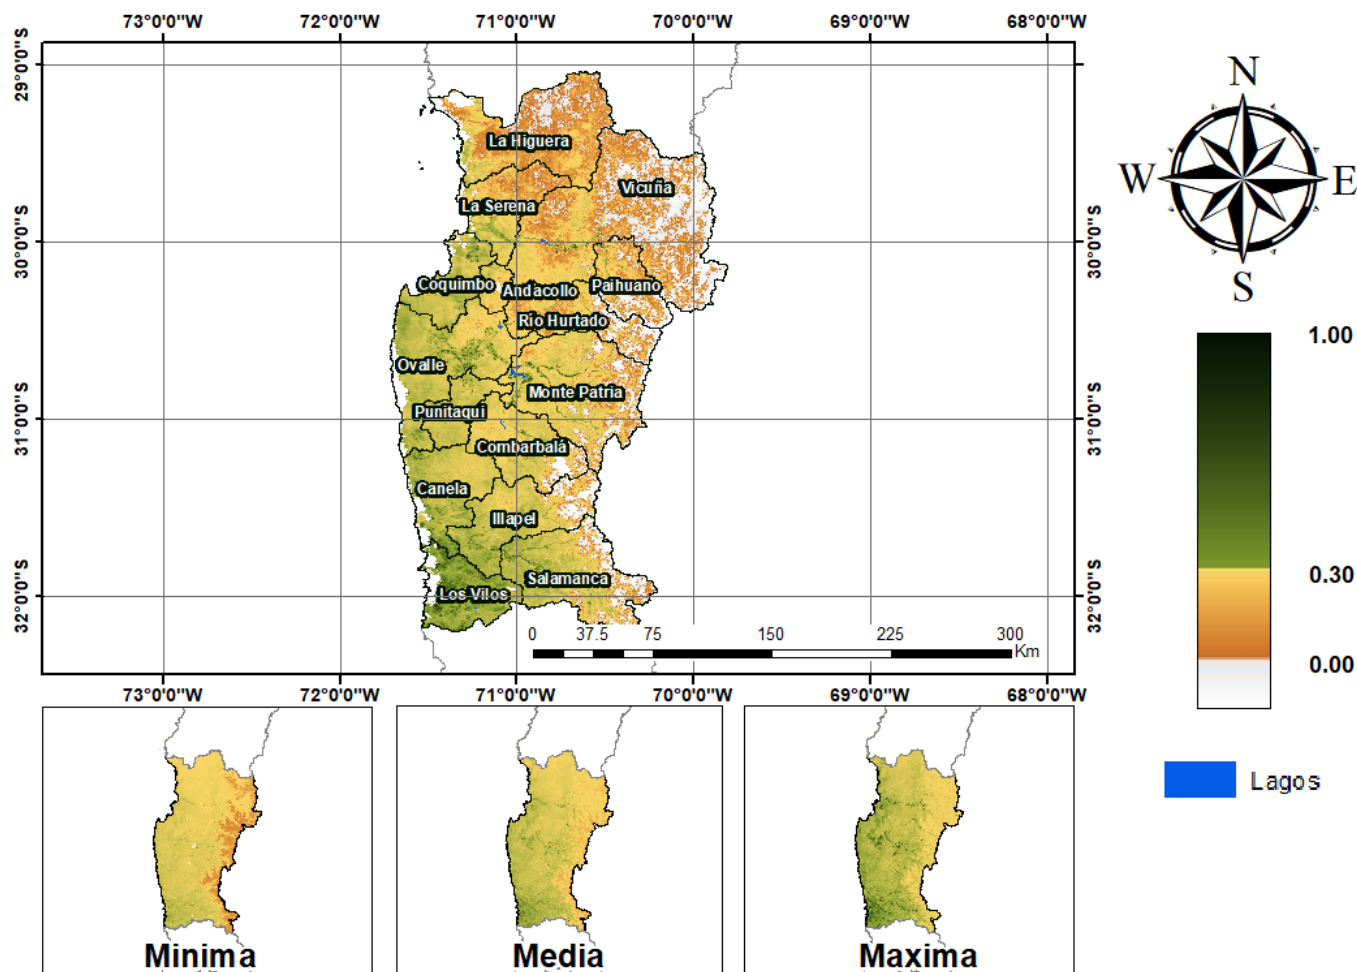 73°0'0"W 72°0'0"W 71°0'0"W 70°0'0"W 69°0'0"W 68°0'0"W
29°0'0"S
30°0'0"S 30°0'0"S
31°0'0"S 31°0'0"S
32°0'0"S 32°0'0"S
La Higuera
Vicuña
La Serena
Coquimbo
Andacollo
Paihuano
Río Hurtado
Ovalle
Monte Patria
Punitaqui
Combarbalá
Canela
Illapel
Salamanca
Los Vilos
0 37.5 75 150 225 300
Km
73°0'0"W 72°0'0"W 71°0'0"W 70°0'0"W 69°0'0"W 68°0'0"W
N
W E
S
1.00
0.30
0.00
Lagos
Minima
Media
Maxima